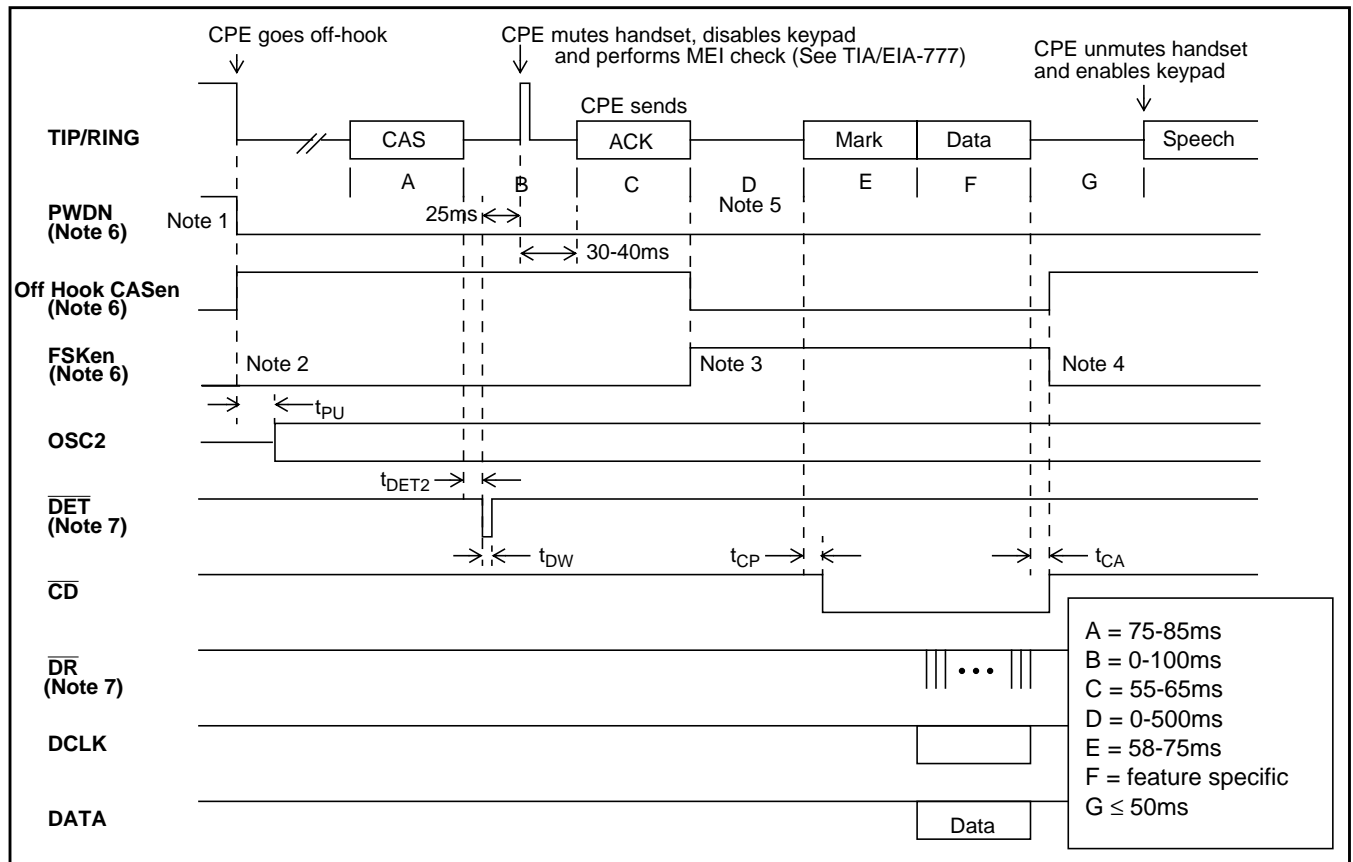 CPE goes off-hook
CPE mutes handset, disables keypad
and performs MEI check (See TIA/EIA-777)
CPE unmutes handset
and enables keypad
CPE sends
TIP/RING
CAS
ACK
Mark
Data
Speech
A
B
C
D
E
F
G
Note 5
PWDN
(Note 6)
Note 1
25ms
30-40ms
Off Hook CASen
(Note 6)
FSKen
(Note 6)
Note 2
Note 3
Note 4
tPU
OSC2
tDET2
DET
(Note 7)
tDW
tCP
tCA
CD
DR
(Note 7)
DCLK
DATA
Data
A = 75-85ms
B = 0-100ms
C = 55-65ms
D = 0-500ms
E = 58-75ms
F = feature specific
G ≤ 50ms